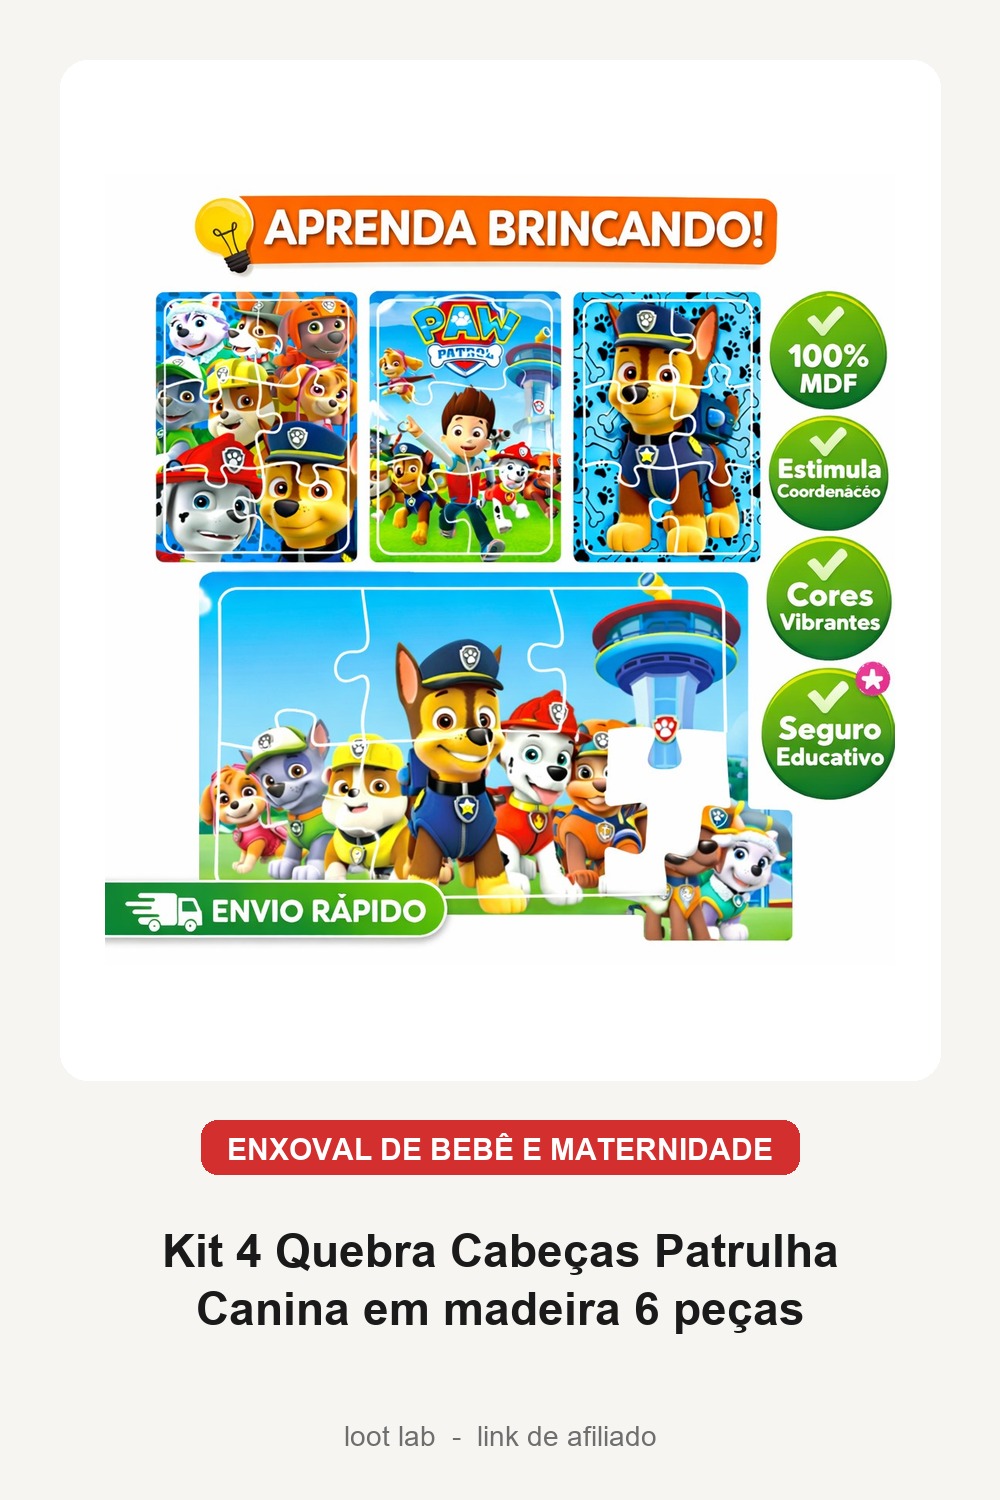 APRENDA BRINCANDO!
PAW
PATROL
100%
MDF
Estimula
Coordenácéo
Cores
Vibrantes
Seguro
Educativo
ENVIO RÁPIDO
ENXOVAL DE BEBÊ E MATERNIDADE
Kit 4 Quebra Cabeças Patrulha
Canina em madeira 6 peças
loot lab - link de afiliado